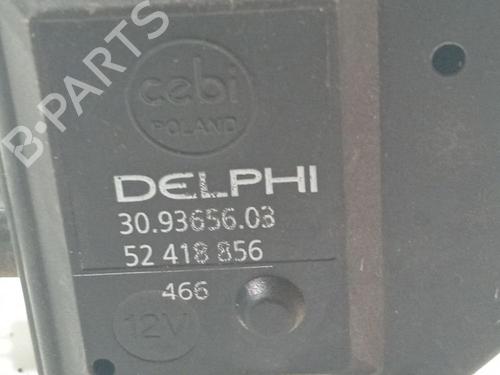 cebi
POLAND
DELPHI
30.93656.03
52 418 856
466
12V
B-PARTS